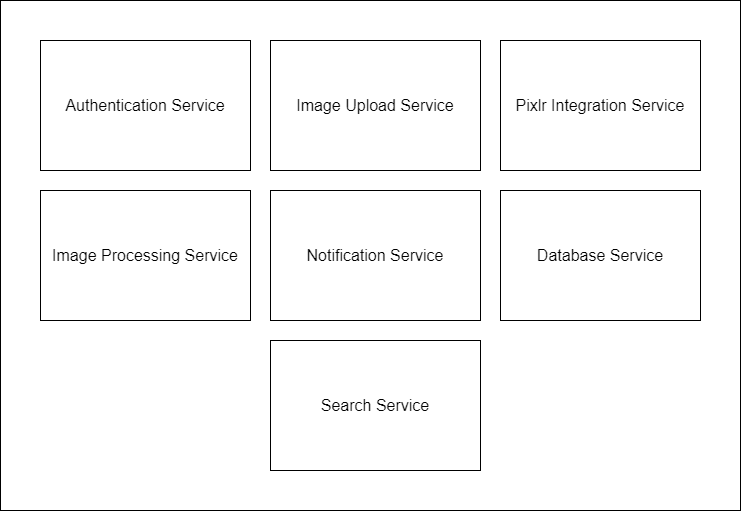 Authentication Service
Image Upload Service
Pixlr Integration Service
Image Processing Service
Notification Service
Database Service
Search Service